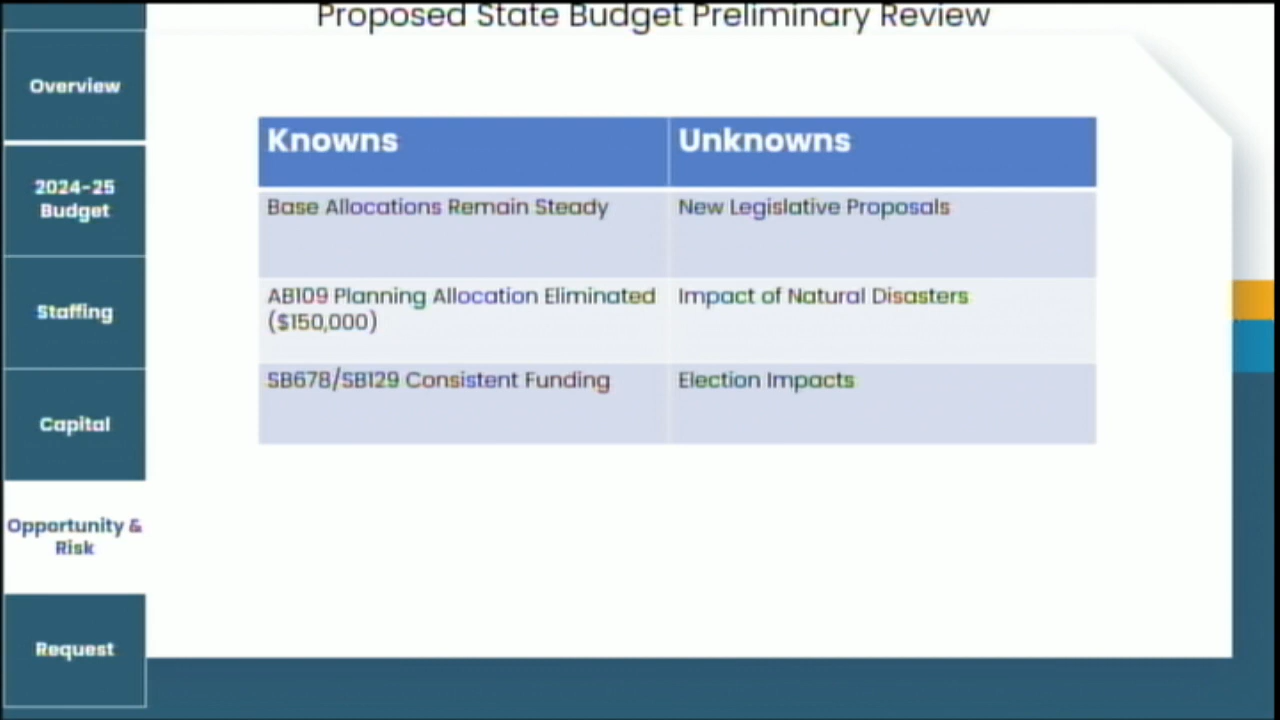 Proposed State Budget Preliminary Review
Overview
2024-25
Budget
Staffing
Capital
Opportunity &
Risk
Request
Knowns
Unknowns
Base Allocations Remain Steady
New Legislative Proposals
AB109 Planning Allocation Eliminated
($150,000)
Impact of Natural Disasters
SB678/SB129 Consistent Funding
Election Impacts